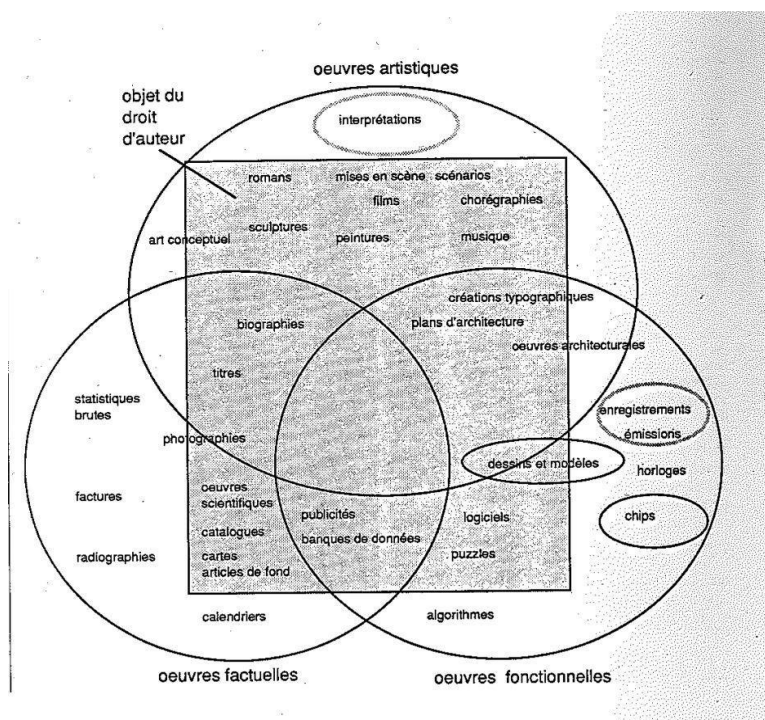 oeuvres artistiques
objet du
droit
d'auteur
interprétations
romans
mises en scène
scénarios
films
chorégraphies
sculptures
art conceptuel
peintures
musique
créations typographiques
biographies
plans d'architecture
oeuvres architecturales
titres
statistiques
brutes
enregistrements
émissions
photographies
dessins et modèles
horloges
oeuvres
scientifiques
factures
publicités
logiciels
chips
catalogues
banques de données
cartes
articles de fond
radiographies
puzzles
calendriers
algorithmes
oeuvres factuelles
oeuvres fonctionnelles